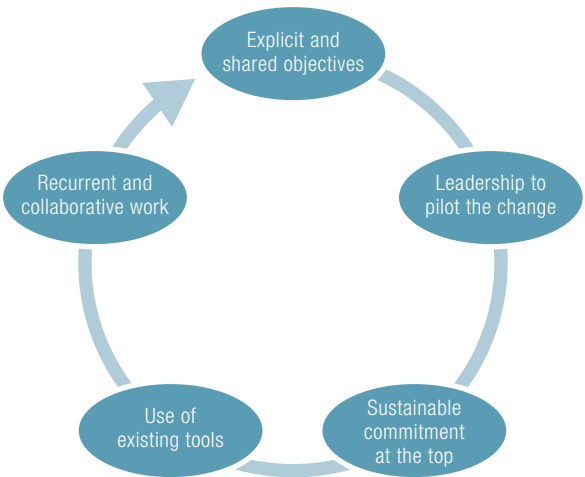 Explicit and
shared objectives
Leadership to
pilot the change
Sustainable
commitment
at the top
Use of
existing tools
Recurrent and
collaborative work